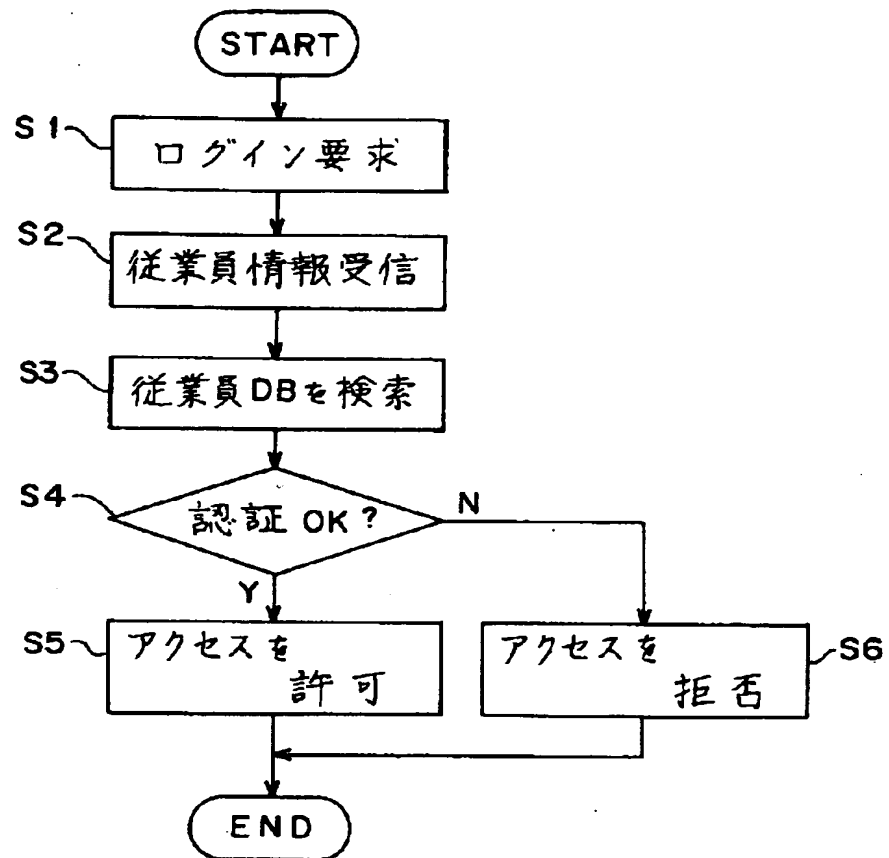 START
S1
ログイン要求
S2
従業員情報受信
S3
従業員DBを検索
S4
認証OK?
N
Y
S5
アクセスを
許可
アクセスを
拒否
S6
END